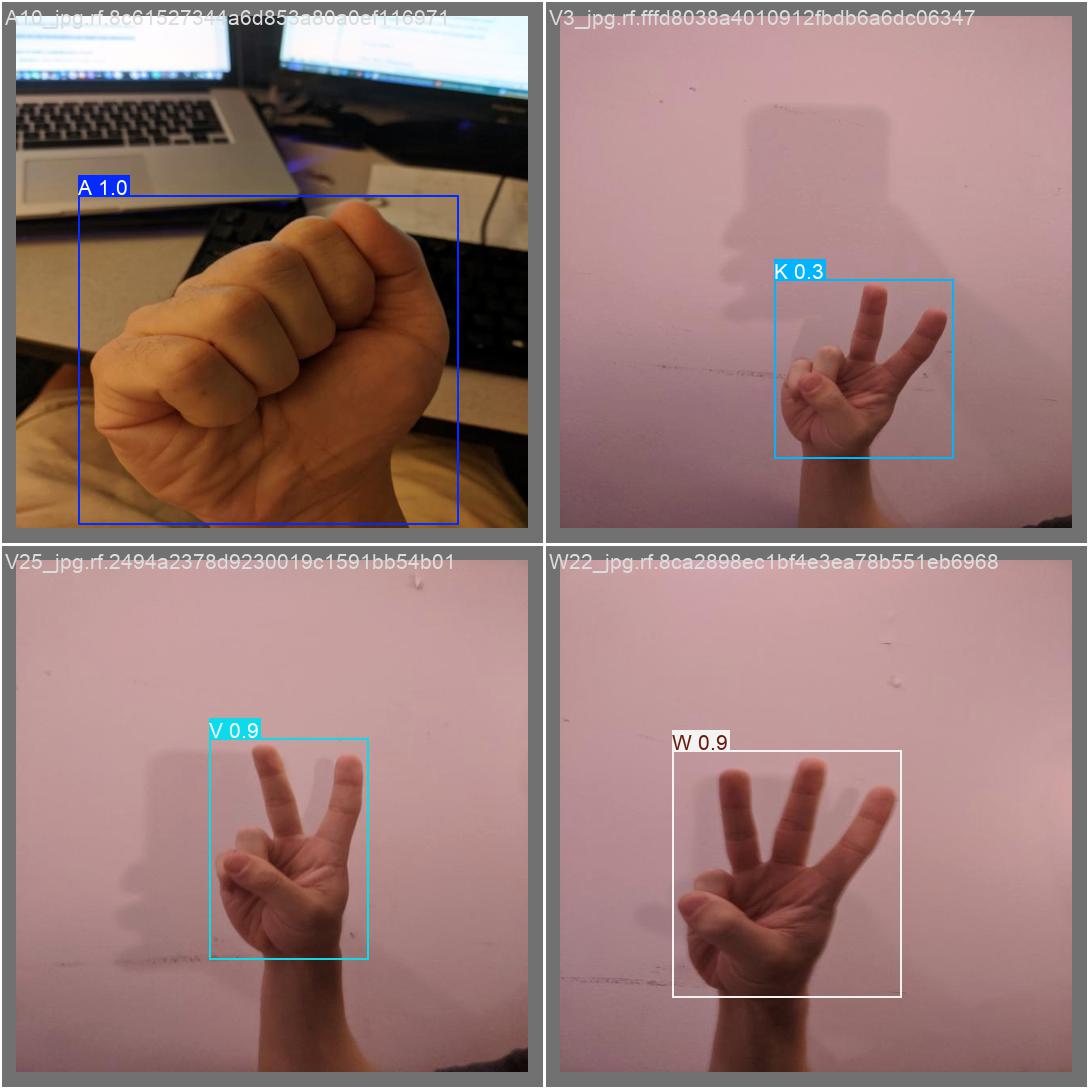 A10_jpg.rf.8c61527344a6d853a80a0ef116971
A 1.0
V3_jpg.rf.fffd8038a4010912fbdb6a6dc06347
K 0.3
V25_jpg.rf.2494a2378d9230019c1591bb54b01
V 0.9
W22_jpg.rf.8ca2898ec1bf4e3ea78b551eb6968
W 0.9